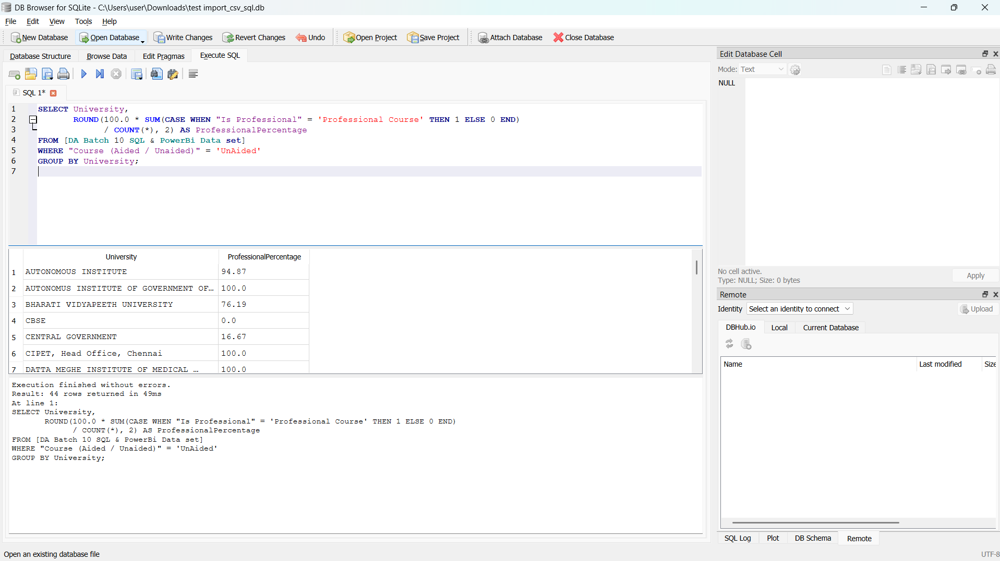 DB Browser for SQLite - C:\Users\user\Downloads\test import_csv_sql.db
File Edit View Tools Help
New Database Open Database Write Changes Revert Changes Undo Open Project Save Project Attach Database Close Database
Database Structure Browse Data Edit Pragmas Execute SQL
SQL 1*
1 SELECT University,
2 ROUND(100.0 * SUM(CASE WHEN "Is Professional" = 'Professional Course' THEN 1 ELSE 0 END)
3 / COUNT(*), 2) AS ProfessionalPercentage
4 FROM [DA Batch 10 SQL & PowerBi Data set]
5 WHERE "Course (Aided / Unaided)" = 'UnAided'
6 GROUP BY University;
7
University ProfessionalPercentage
1 AUTONOMOUS INSTITUTE 94.87
2 AUTONOMUS INSTITUTE OF GOVERNMENT OF… 100.0
3 BHARATI VIDYAPEETH UNIVERSITY 76.19
4 CBSE 0.0
5 CENTRAL GOVERNMENT 16.67
6 CIPET, Head Office, Chennai 100.0
7 DATTA MEGHE INSTITUTE OF MEDICAL … 100.0
Execution finished without errors.
Result: 44 rows returned in 49ms
At line 1:
SELECT University,
ROUND(100.0 * SUM(CASE WHEN "Is Professional" = 'Professional Course' THEN 1 ELSE 0 END)
/ COUNT(*), 2) AS ProfessionalPercentage
FROM [DA Batch 10 SQL & PowerBi Data set]
WHERE "Course (Aided / Unaided)" = 'UnAided'
GROUP BY University;
Edit Database Cell
Mode: Text
NULL
No cell active.
Type: NULL; Size: 0 bytes
Apply
Remote
Identity Select an identity to connect Upload
DBHub.io Local Current Database
Name Last modified Size
SQL Log Plot DB Schema Remote
Open an existing database file
UTF-8